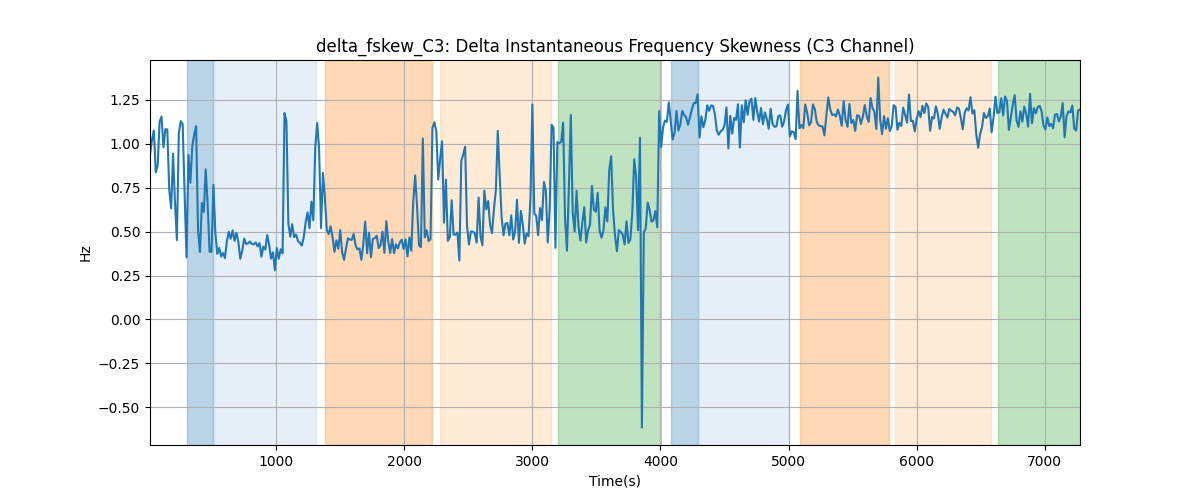 delta_fskew_C3: Delta Instantaneous Frequency Skewness (C3 Channel)
1.25
1.00
0.75
0.50
0.25
0.00
−0.25
−0.50
Hz
1000 2000 3000 4000 5000 6000 7000
Time(s)